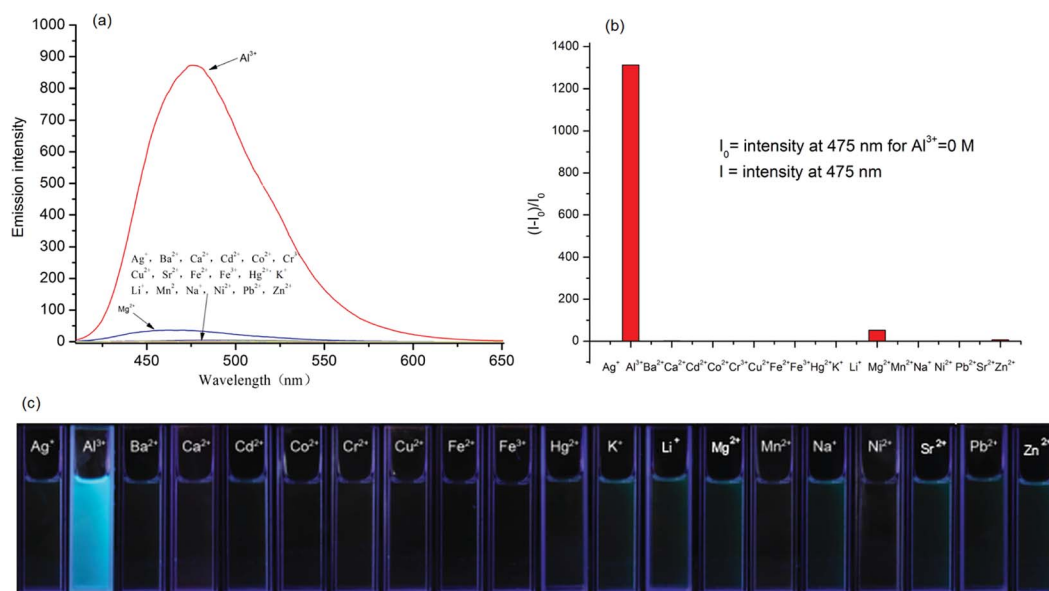 (a)
1000
900
800
700
600
500
400
300
200
100
0
Emission intensity
Al³⁺
Ag⁺, Ba²⁺, Ca²⁺, Cd²⁺, Co²⁺, Cr³⁺
Cu²⁺, Sr²⁺, Fe²⁺, Fe³⁺, Hg²⁺ K⁺
Li⁺, Mn², Na⁺, Ni²⁺, Pb²⁺, Zn²⁺
Mg²⁺
450 500 550 600 650
Wavelength (nm)
(b)
1400
1200
1000
800
600
400
200
0
(I-I₀)/I₀
I₀= intensity at 475 nm for Al³⁺=0 M
I = intensity at 475 nm
Ag⁺ Al³⁺ Ba²⁺ Ca²⁺ Cd²⁺ Co²⁺ Cr³⁺ Cu²⁺ Fe²⁺ Fe³⁺ Hg²⁺ K⁺ Li⁺ Mg²⁺ Mn²⁺ Na⁺ Ni²⁺ Pb²⁺ Sr²⁺ Zn²⁺
(c)
Ag⁺ Al³⁺ Ba²⁺ Ca²⁺ Cd²⁺ Co²⁺ Cr²⁺ Cu²⁺ Fe²⁺ Fe³⁺ Hg²⁺ K⁺ Li⁺ Mg²⁺ Mn²⁺ Na⁺ Ni²⁺ Sr²⁺ Pb²⁺ Zn²⁺